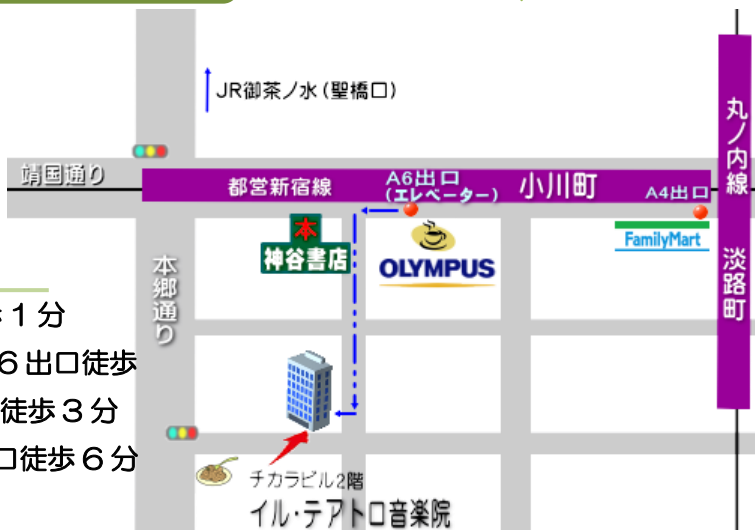 JR御茶ノ水(聖橋口)
丸ノ内線
靖国通り
都営新宿線
A6出口
(エレベーター)
小川町
A4出口
本
神谷書店
OLYMPUS
FamilyMart
淡路町
本郷通り
歩1分
6出口徒歩
徒歩3分
口徒歩6分
チカラビル2階
イル・テアトロ音楽院